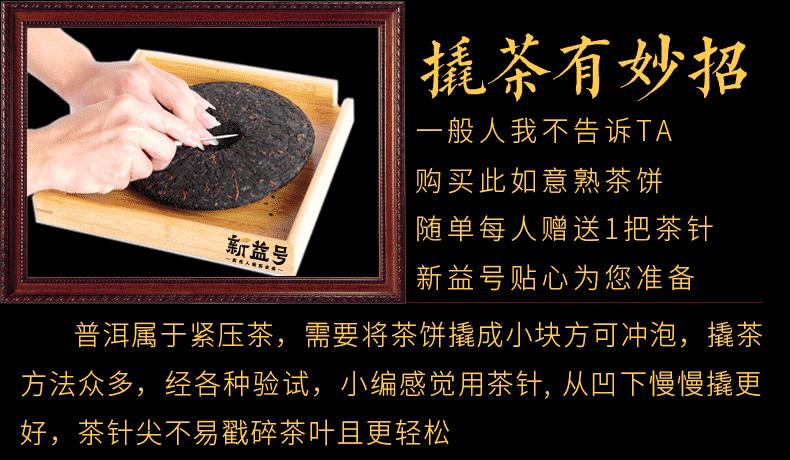 撬茶有妙招
一般人我不告诉TA
购买此如意熟茶饼
随单每人赠送1把茶针
新益号贴心为您准备
新益号
普洱属于紧压茶，需要将茶饼撬成小块方可冲泡，撬茶
方法众多，经各种验试，小编感觉用茶针, 从凹下慢慢撬更
好，茶针尖不易戳碎茶叶且更轻松